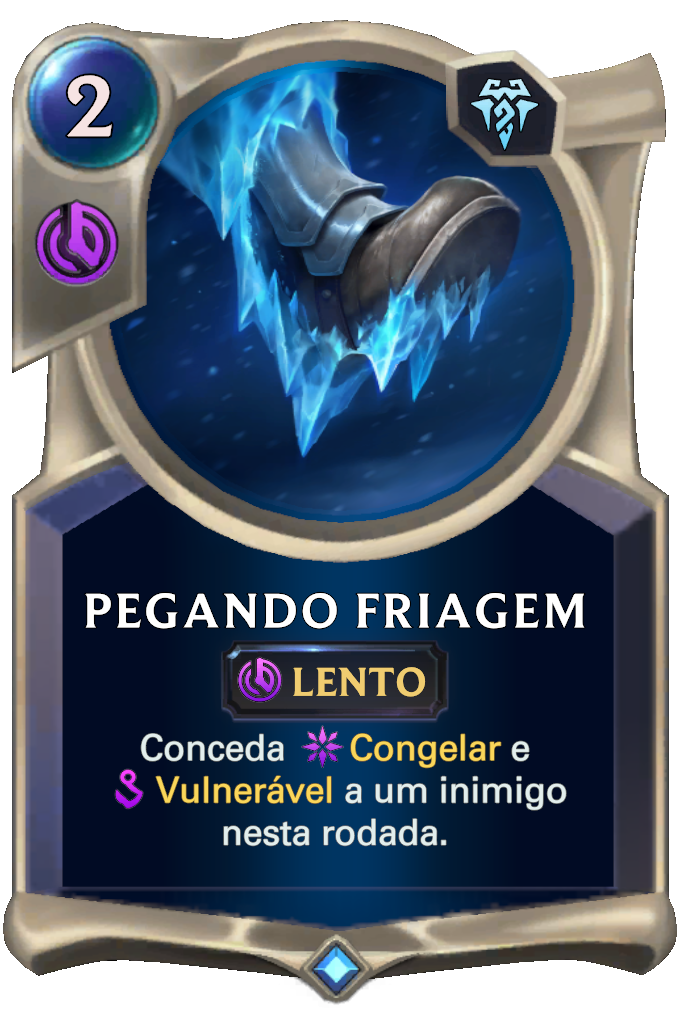 2
PEGANDO FRIAGEM
LENTO
Conceda Congelar e
Vulnerável a um inimigo
nesta rodada.